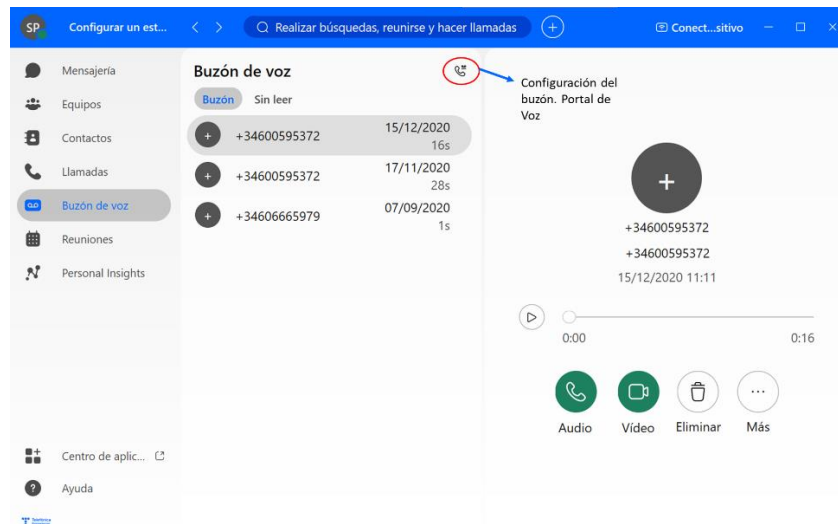 SP Configurar un est... Realizar búsquedas, reunirse y hacer llamadas Conect...sitivo
Mensajería
Equipos
Contactos
Llamadas
Buzón de voz
Reuniones
Personal Insights
Centro de aplic...
Ayuda
Telefónica
Buzón de voz
Buzón Sin leer
+34600595372 15/12/2020
16s
+34600595372 17/11/2020
28s
+34606665979 07/09/2020
1s
Configuración del
buzón. Portal de
Voz
+34600595372
+34600595372
15/12/2020 11:11
0:00 0:16
Audio Vídeo Eliminar Más